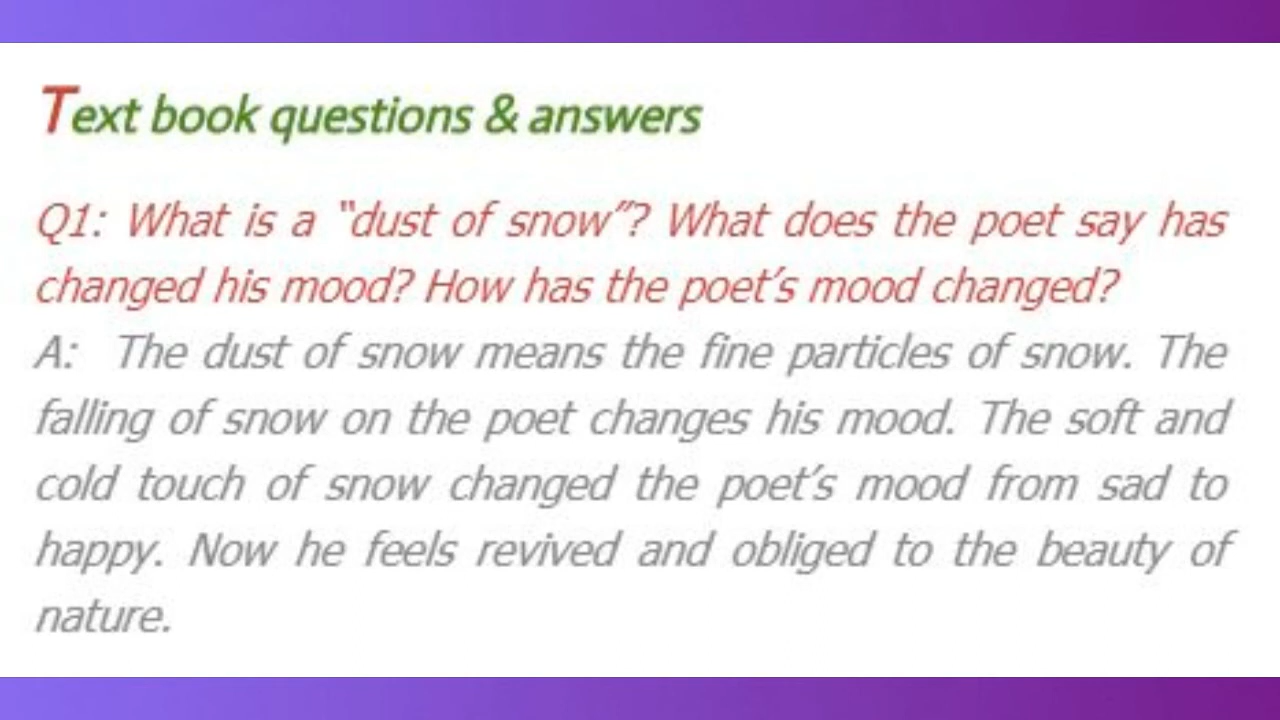 Text book questions & answers
Q1: What is a “dust of snow”? What does the poet say has
changed his mood? How has the poet’s mood changed?
A: The dust of snow means the fine particles of snow. The
falling of snow on the poet changes his mood. The soft and
cold touch of snow changed the poet’s mood from sad to
happy. Now he feels revived and obliged to the beauty of
nature.